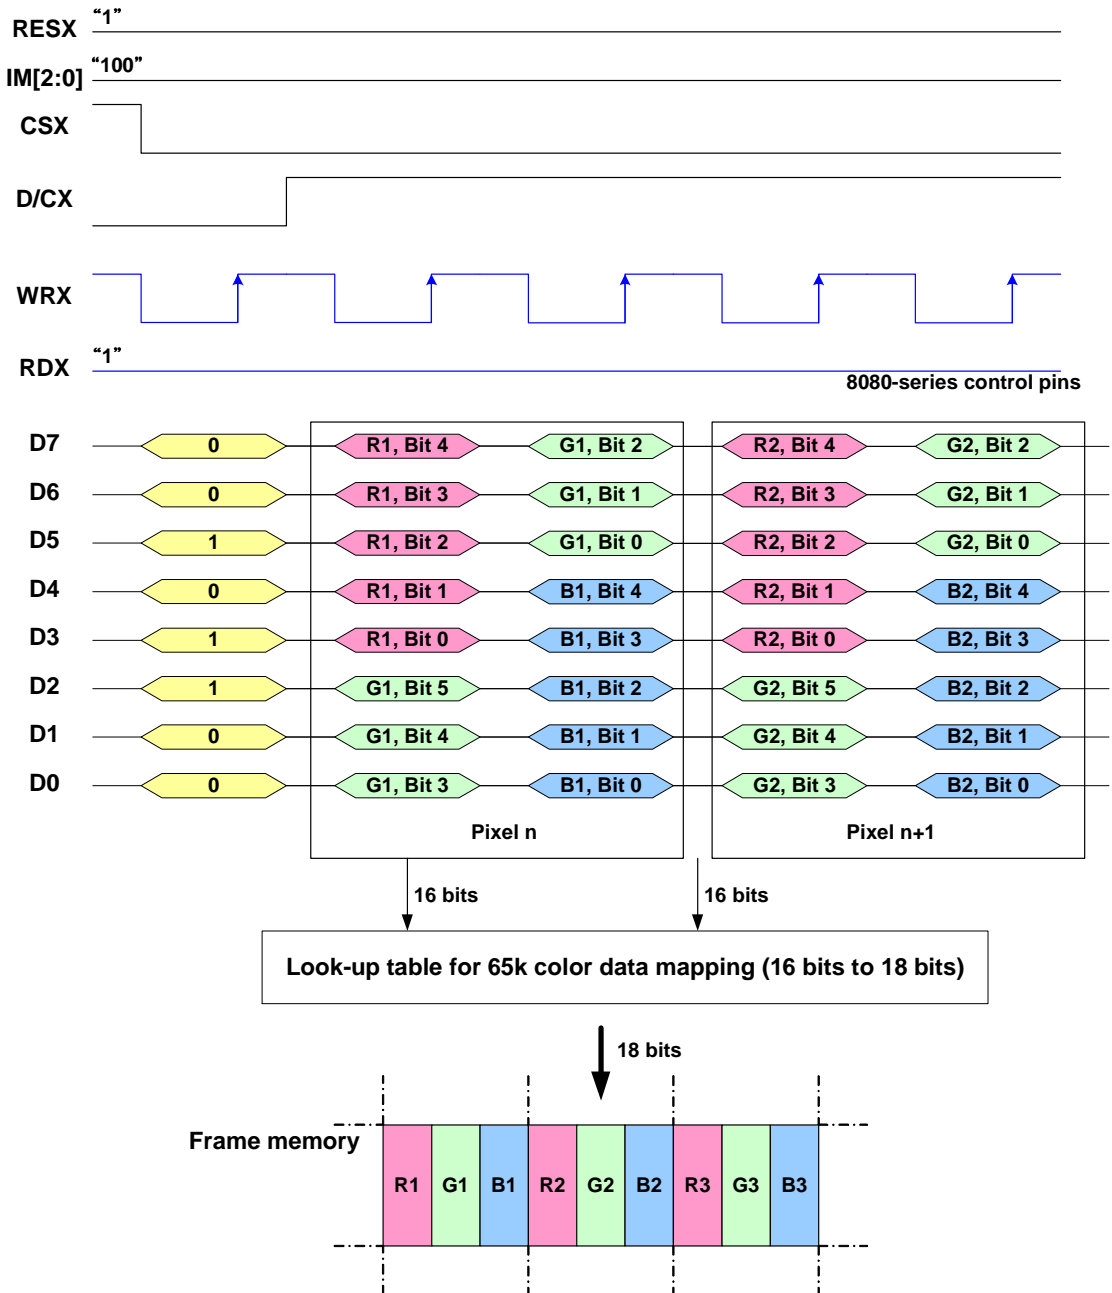 RESX "1"
IM[2:0] "100"
CSX
D/CX
WRX
RDX "1"
8080-series control pins
D7 0 R1, Bit 4 G1, Bit 2 R2, Bit 4 G2, Bit 2
D6 0 R1, Bit 3 G1, Bit 1 R2, Bit 3 G2, Bit 1
D5 1 R1, Bit 2 G1, Bit 0 R2, Bit 2 G2, Bit 0
D4 0 R1, Bit 1 B1, Bit 4 R2, Bit 1 B2, Bit 4
D3 1 R1, Bit 0 B1, Bit 3 R2, Bit 0 B2, Bit 3
D2 1 G1, Bit 5 B1, Bit 2 G2, Bit 5 B2, Bit 2
D1 0 G1, Bit 4 B1, Bit 1 G2, Bit 4 B2, Bit 1
D0 0 G1, Bit 3 B1, Bit 0 G2, Bit 3 B2, Bit 0
Pixel n Pixel n+1
16 bits 16 bits
Look-up table for 65k color data mapping (16 bits to 18 bits)
18 bits
Frame memory
R1 G1 B1 R2 G2 B2 R3 G3 B3